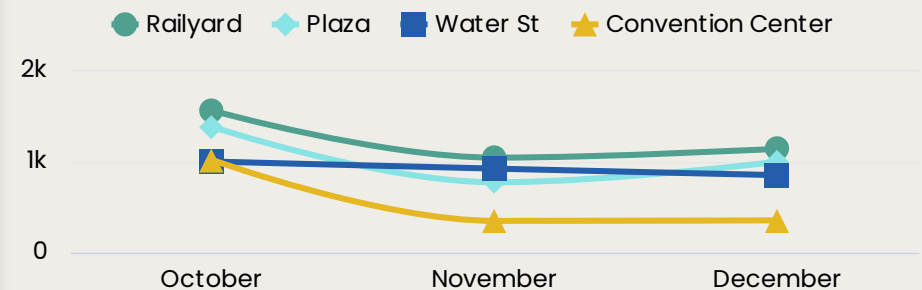 Railyard Plaza Water St Convention Center
2k
1k
0
October November December